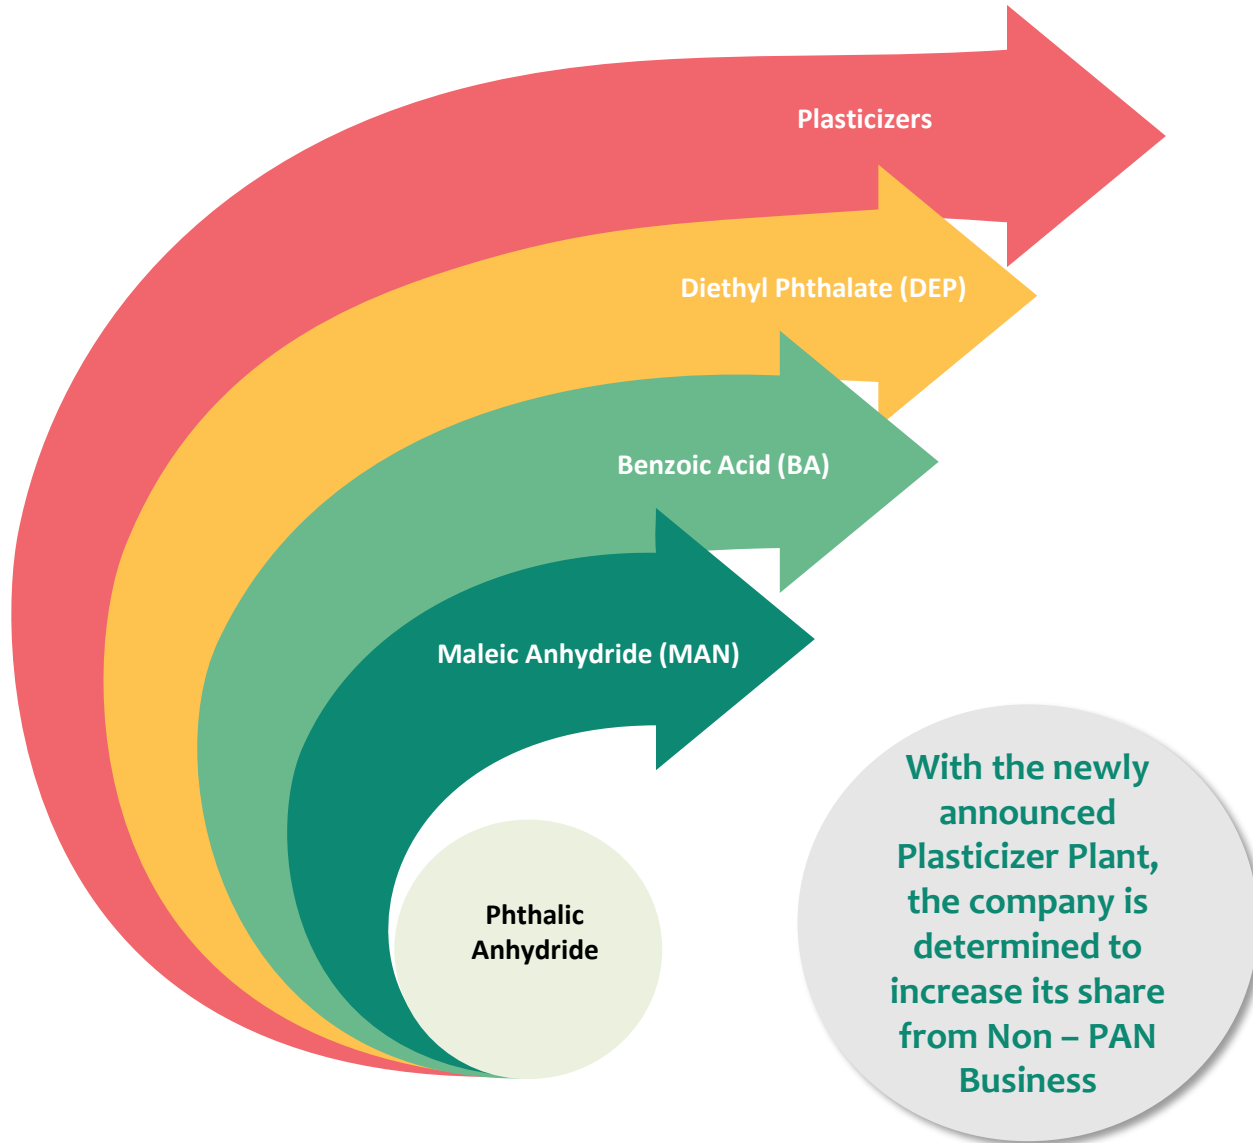 Plasticizers
Diethyl Phthalate (DEP)
Benzoic Acid (BA)
Maleic Anhydride (MAN)
Phthalic
Anhydride
With the newly
announced
Plasticizer Plant,
the company is
determined to
increase its share
from Non – PAN
Business